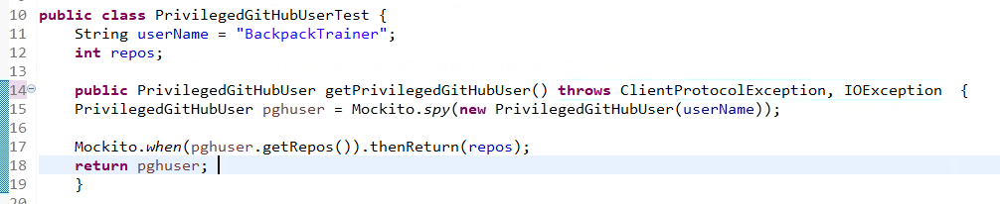 10 public class PrivilegedGitHubUserTest {
11 String userName = "BackpackTrainer";
12 int repos;
13
14 public PrivilegedGitHubUser getPrivilegedGitHubUser() throws ClientProtocolException, IOException {
15 PrivilegedGitHubUser pghuser = Mockito.spy(new PrivilegedGitHubUser(userName));
16
17 Mockito.when(pghuser.getRepos()).thenReturn(repos);
18 return pghuser;
19 }
20